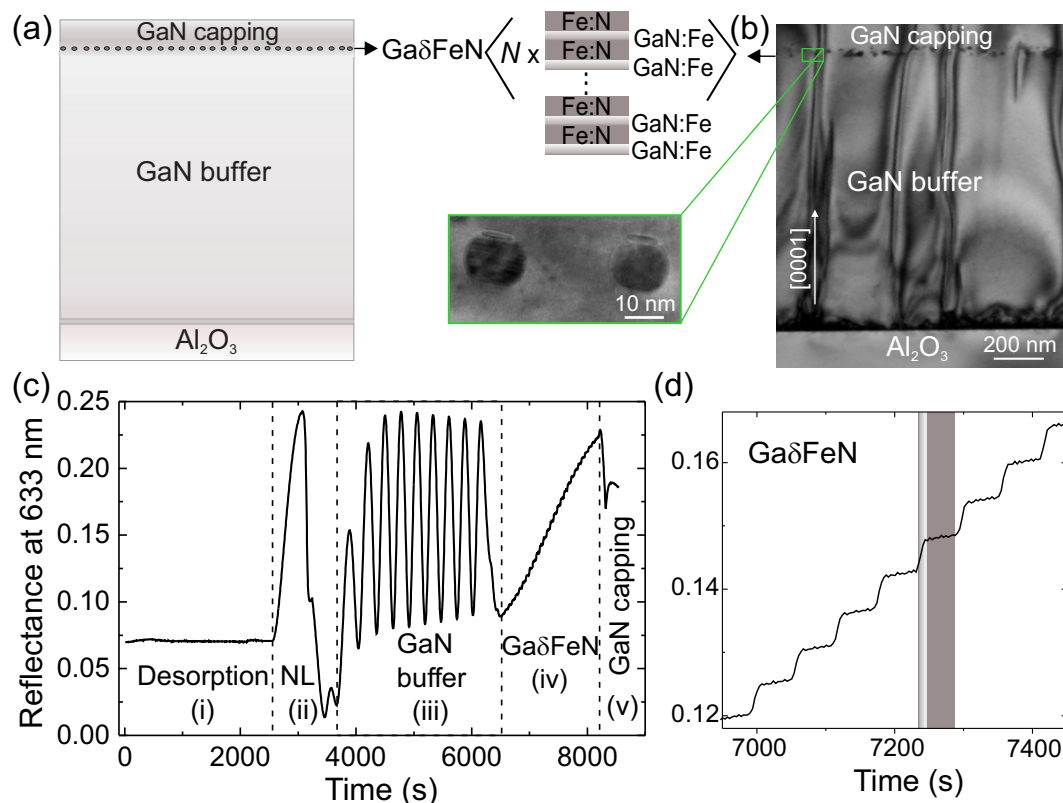 (a)
GaN capping
GaN buffer
Al₂O₃
GaδFeN
N x
Fe:N
GaN:Fe
Fe:N
GaN:Fe
Fe:N
GaN:Fe
Fe:N
GaN:Fe
10 nm
(b)
GaN capping
GaN buffer
[0001]
Al₂O₃
200 nm
(c)
Reflectance at 633 nm
0.25
0.20
0.15
0.10
0.05
0.00
Desorption
(i)
NL
(ii)
GaN
buffer
(iii)
GaδFeN
(iv)
GaN capping
(v)
0
2000
4000
6000
8000
Time (s)
(d)
GaδFeN
0.16
0.14
0.12
7000
7200
7400
Time (s)